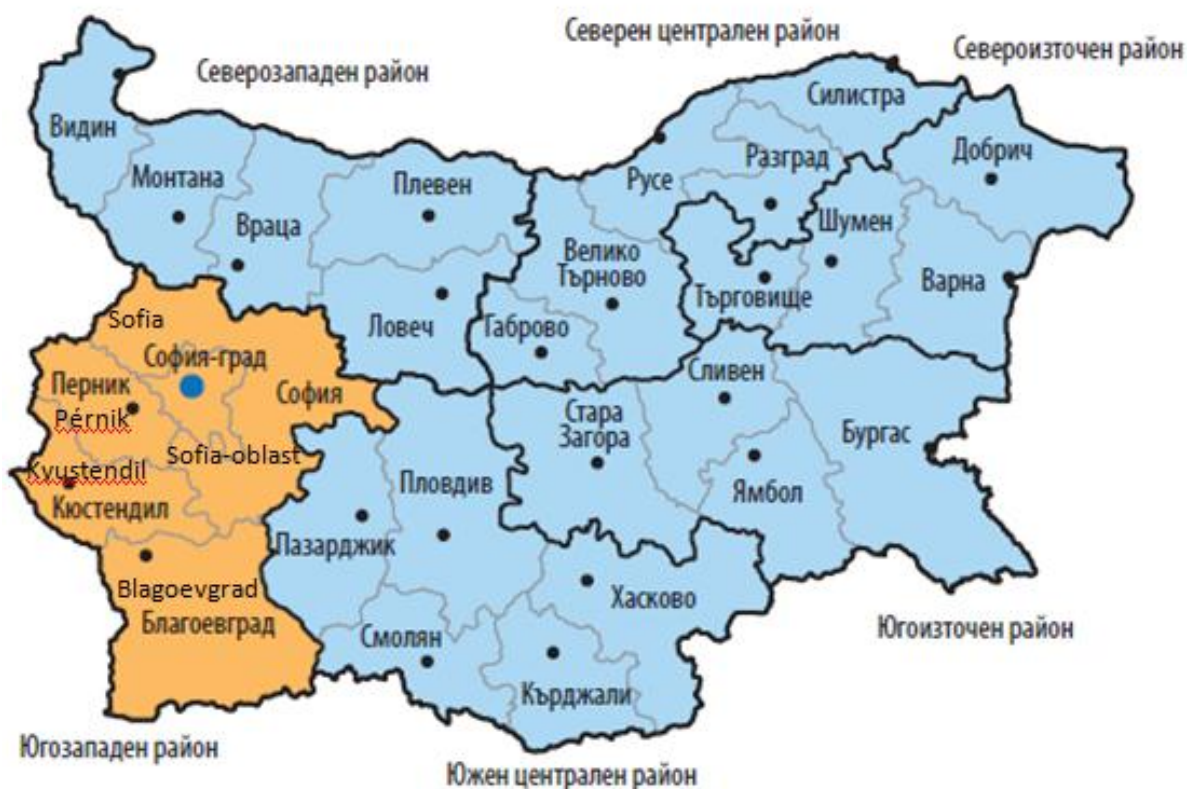 Северен централен район
Североизточен район
Северозападен район
Силистра
Видин
Добрич
Разград
Монтана
Плевен
Русе
Шумен
Враца
Велико
Търново
Варна
Търговище
Sofia
Ловеч
Габрово
София-град
Сливен
Перник
София
Pérnik
Стара
Загора
Бургас
Sofia-oblast
Kyustendil
Пловдив
Ямбол
Кюстендил
Пазарджик
Blagoevgrad
Хасково
Благоевград
Югоизточен район
Смолян
Кърджали
Югозападен район
Южен централен район